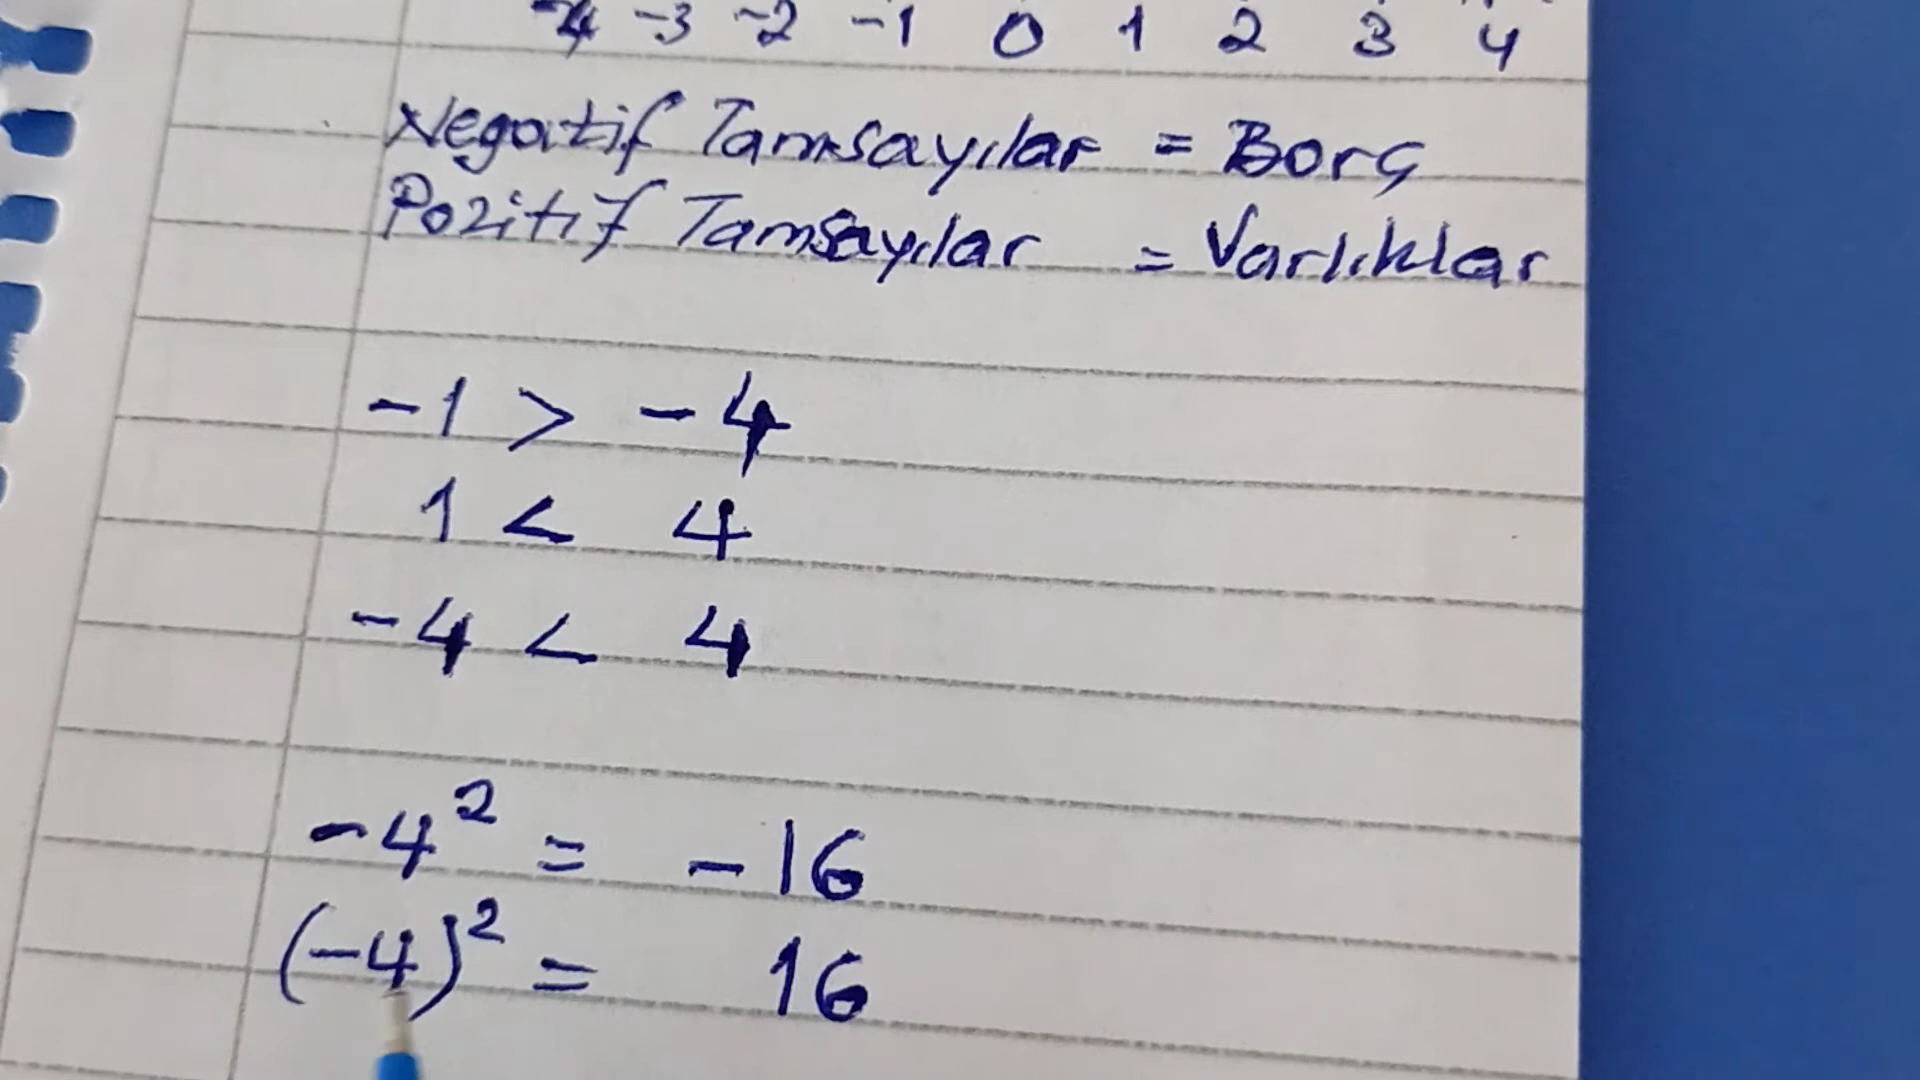 -4 -3 -2 -1 0 1 2 3 4
Negatif Tamsayılar = Borç
Pozitif Tamsayılar = Varlıklar
-1 > -4
1 < 4
-4 < 4
-4² = -16
(-4)² = 16